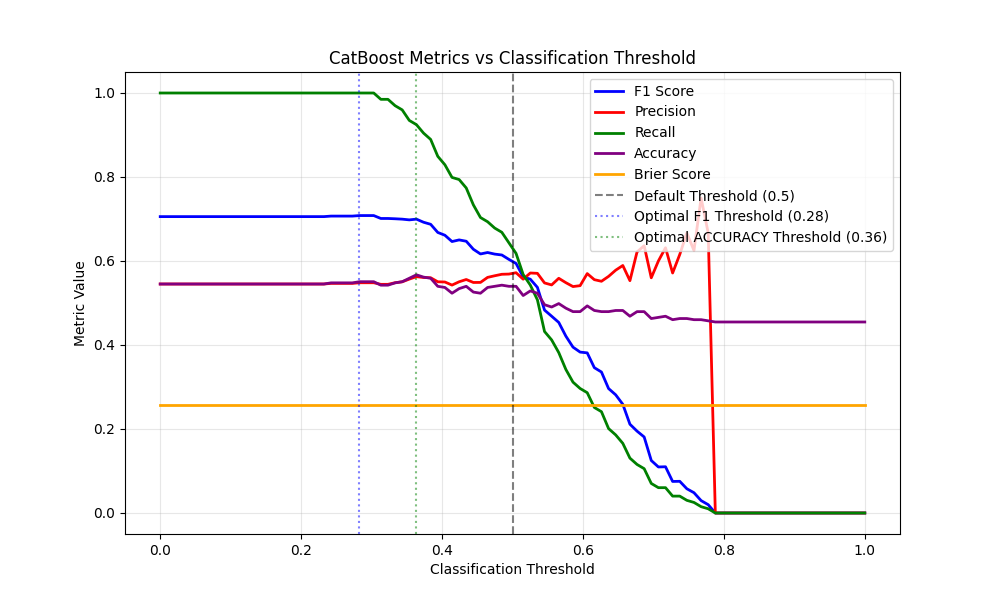 CatBoost Metrics vs Classification Threshold
1.0
0.8
0.6
0.4
0.2
0.0
Metric Value
F1 Score
Precision
Recall
Accuracy
Brier Score
Default Threshold (0.5)
Optimal F1 Threshold (0.28)
Optimal ACCURACY Threshold (0.36)
0.0 0.2 0.4 0.6 0.8 1.0
Classification Threshold